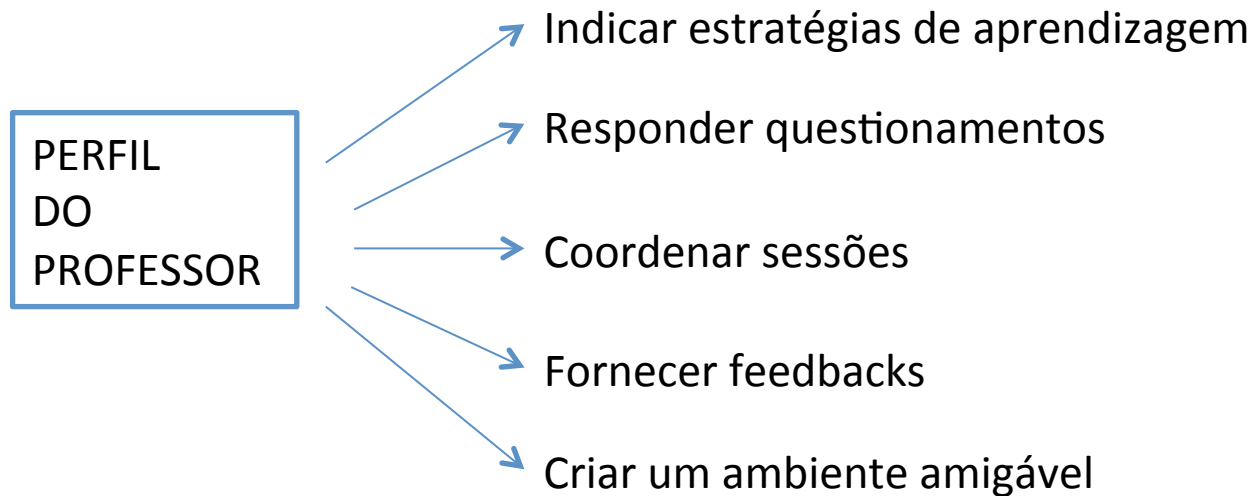 Indicar estratégias de aprendizagem
Responder questionamentos
PERFIL
DO
PROFESSOR
Coordenar sessões
Fornecer feedbacks
Criar um ambiente amigável